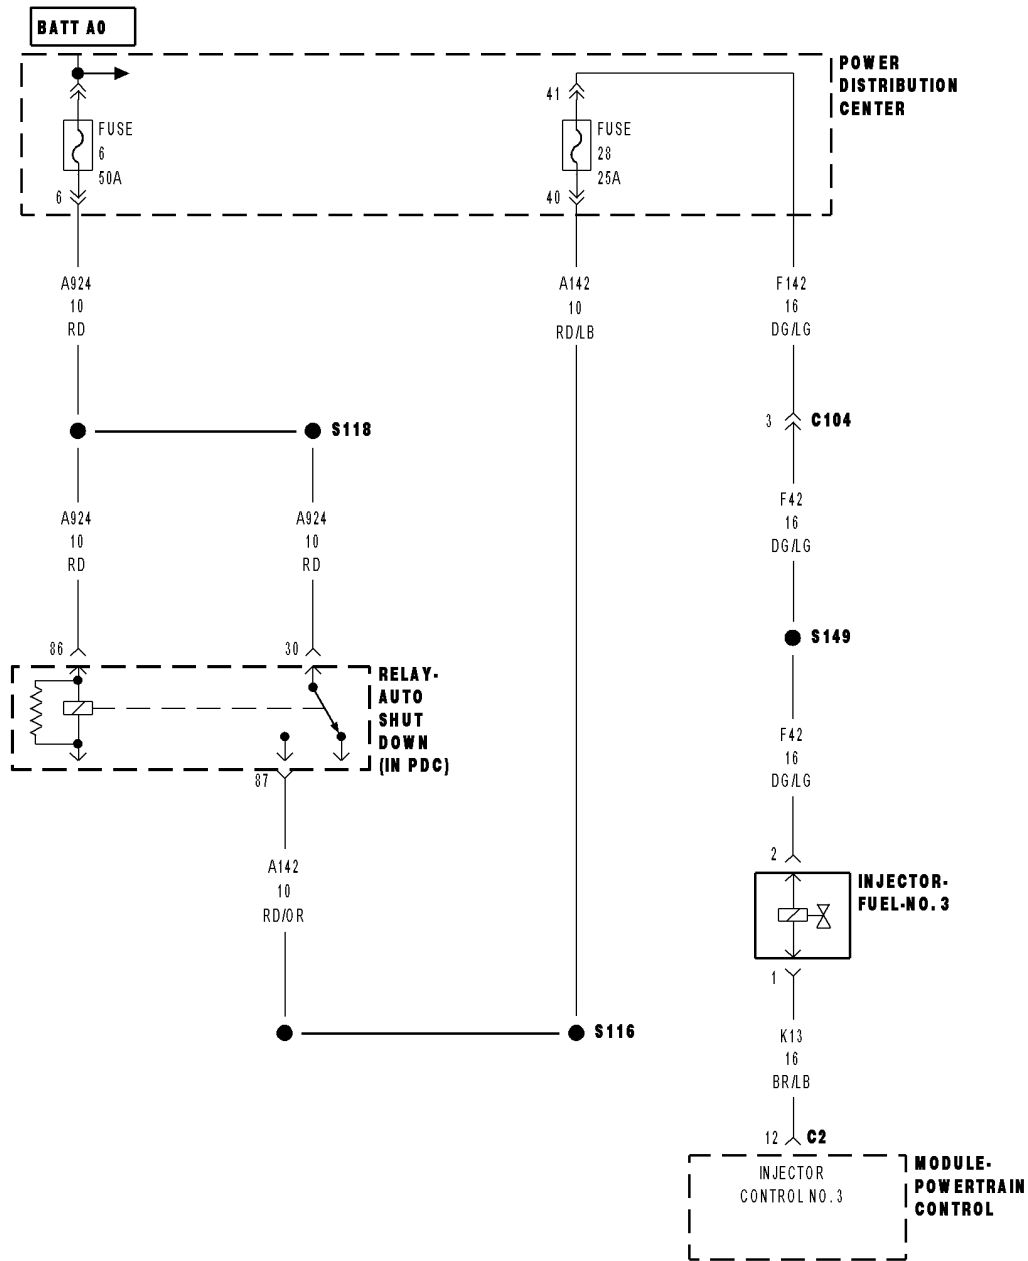 BATT A0
POWER
DISTRIBUTION
CENTER
FUSE
6
50A
6
41
FUSE
28
25A
40
A924
10
RD
A142
10
RD/LB
F142
16
DG/LG
S118
3
C104
A924
10
RD
A924
10
RD
F42
16
DG/LG
S149
86
30
RELAY-
AUTO
SHUT
DOWN
(IN PDC)
87
F42
16
DG/LG
2
INJECTOR-
FUEL-NO. 3
1
A142
10
RD/OR
S116
K13
16
BR/LB
12
C2
INJECTOR
CONTROL NO. 3
MODULE-
POWERTRAIN
CONTROL